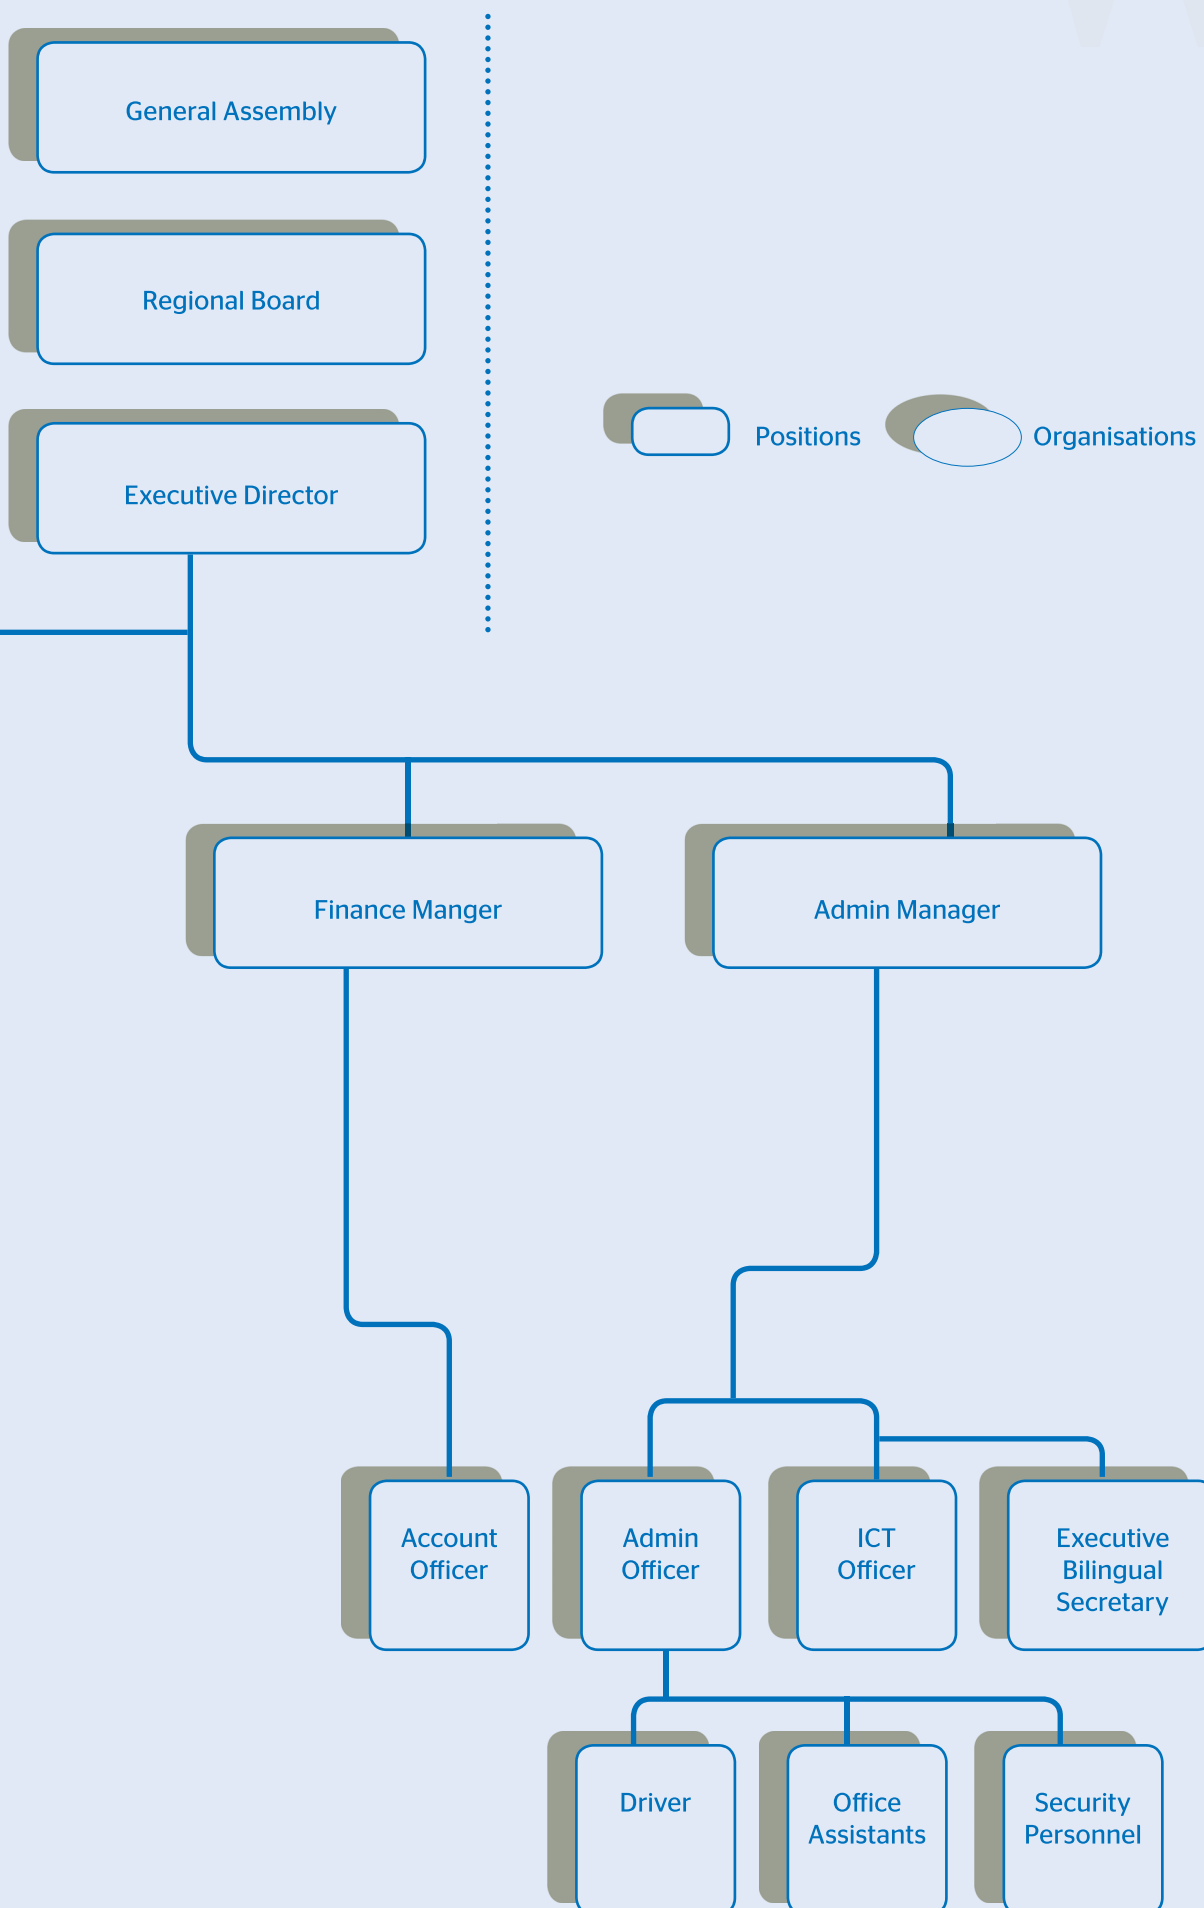 General Assembly
Regional Board
Executive Director
Positions
Organisations
Finance Manger
Admin Manager
Account
Officer
Admin
Officer
ICT
Officer
Executive
Bilingual
Secretary
Driver
Office
Assistants
Security
Personnel